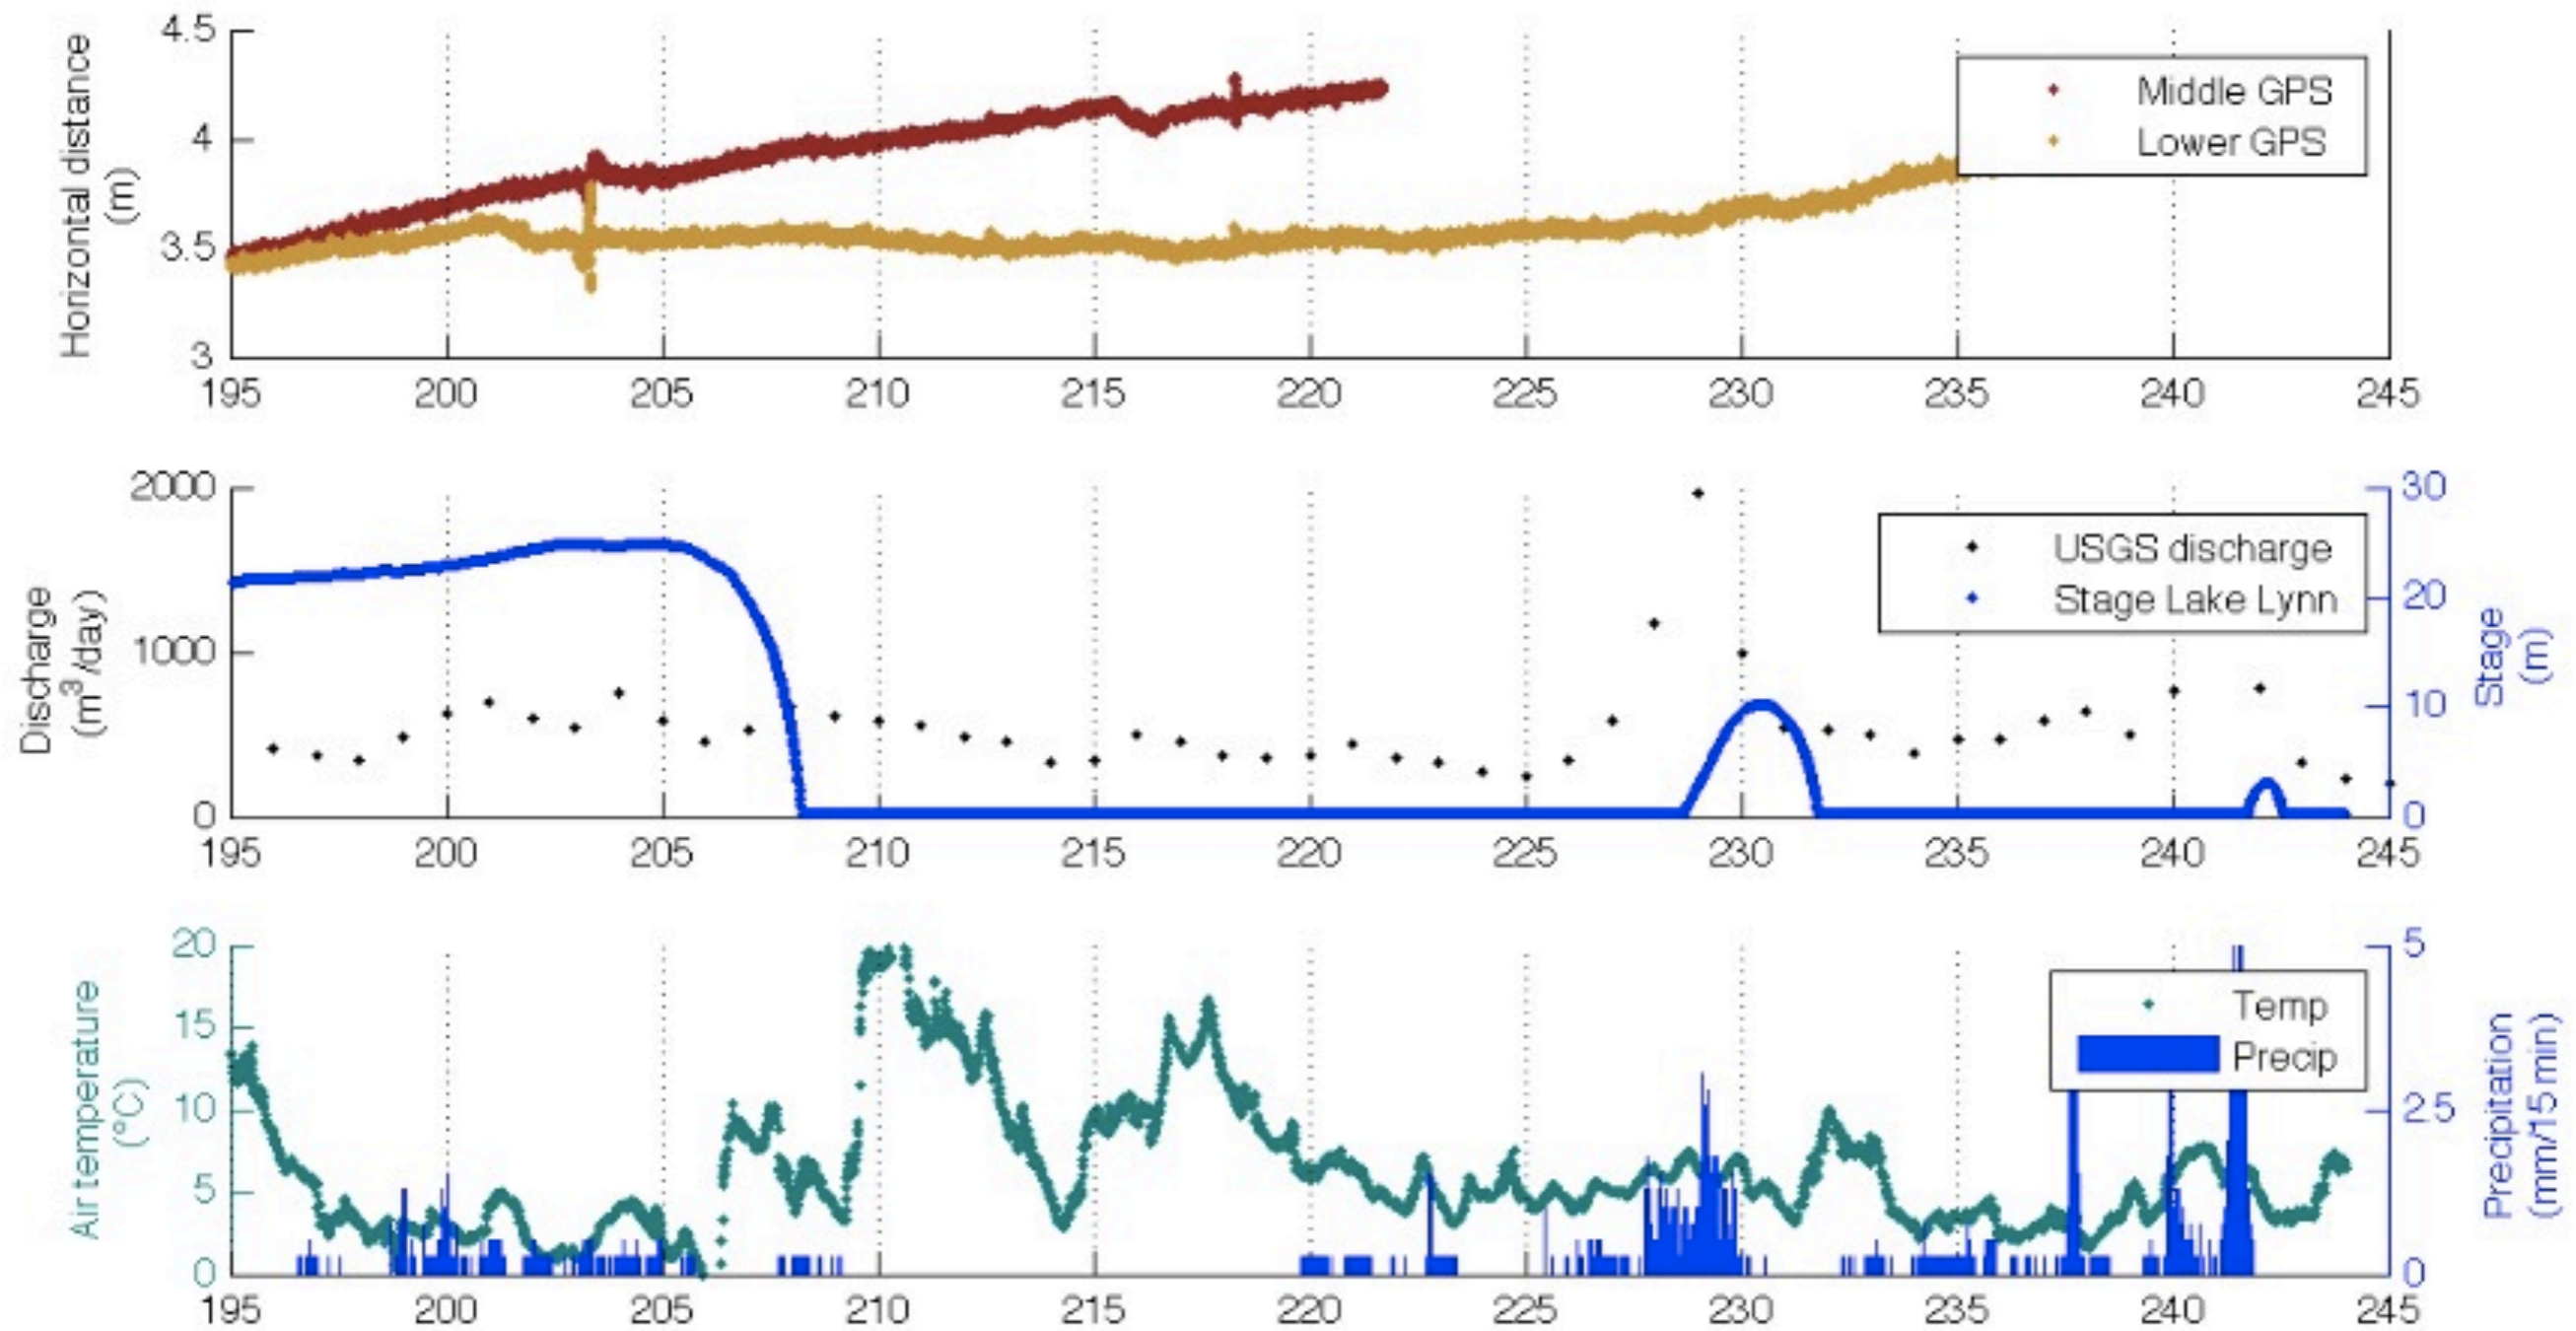 Horizontal distance
(m)
4.5
4
3.5
3
Middle GPS
Lower GPS
195 200 205 210 215 220 225 230 235 240 245
Discharge
(m³/day)
2000
1000
0
USGS discharge
Stage Lake Lynn
30
20
10
0
Stage
(m)
195 200 205 210 215 220 225 230 235 240 245
Air temperature
(°C)
20
15
10
5
0
Temp
Precip
5
2.5
0
Precipitation
(mm/15 min)
195 200 205 210 215 220 225 230 235 240 245